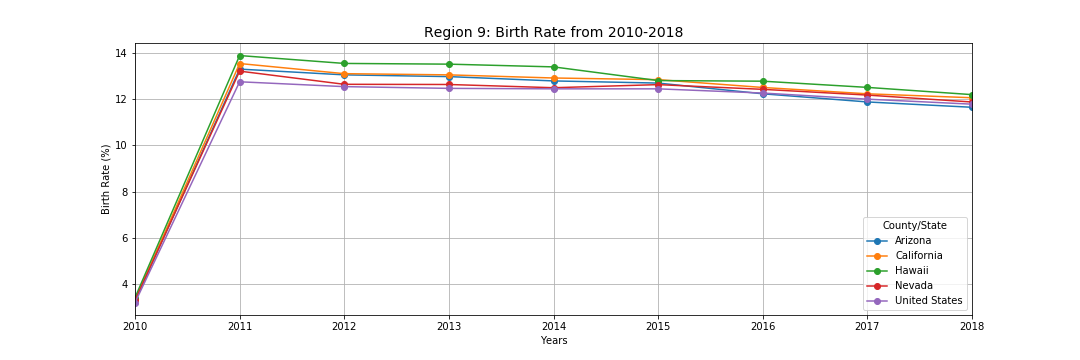 Region 9: Birth Rate from 2010-2018
14
12
10
8
6
4
Birth Rate (%)
2010 2011 2012 2013 2014 2015 2016 2017 2018
Years
County/State
Arizona
California
Hawaii
Nevada
United States